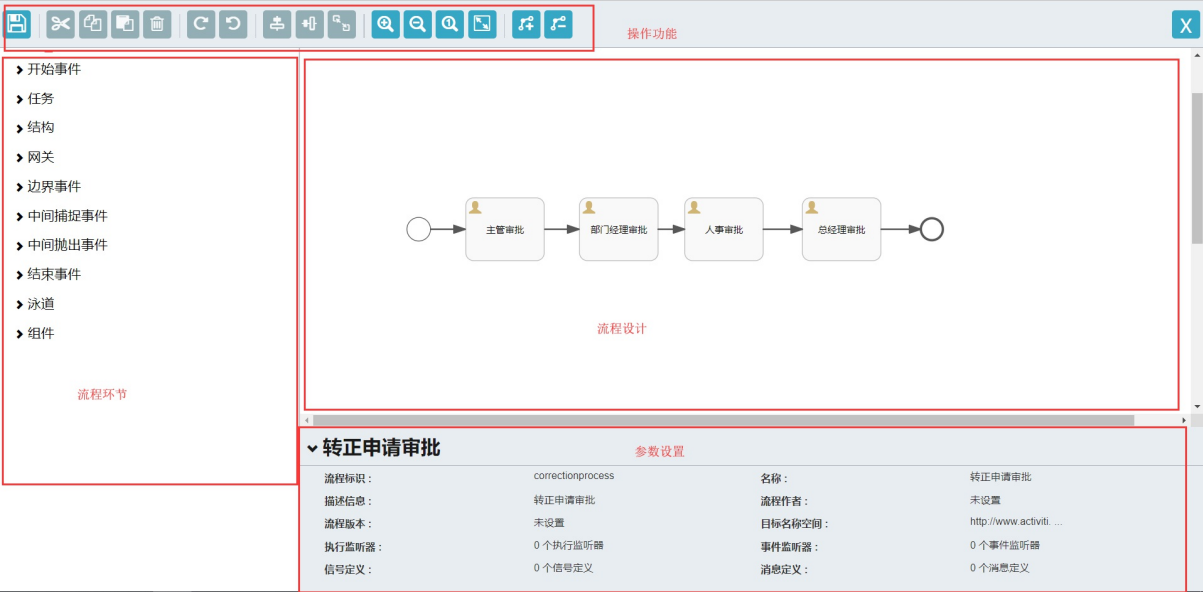 操作功能
X
开始事件
任务
结构
网关
边界事件
中间捕捉事件
中间抛出事件
结束事件
泳道
组件
流程环节
主管审批
部门经理审批
人事审批
总经理审批
流程设计
转正申请审批
参数设置
流程标识： correctionprocess 名称： 转正申请审批
描述信息： 转正申请审批 流程作者： 未设置
流程版本： 未设置 目标名称空间： http://www.activiti. ...
执行监听器： 0 个执行监听器 事件监听器： 0 个事件监听器
信号定义： 0 个信号定义 消息定义： 0 个消息定义